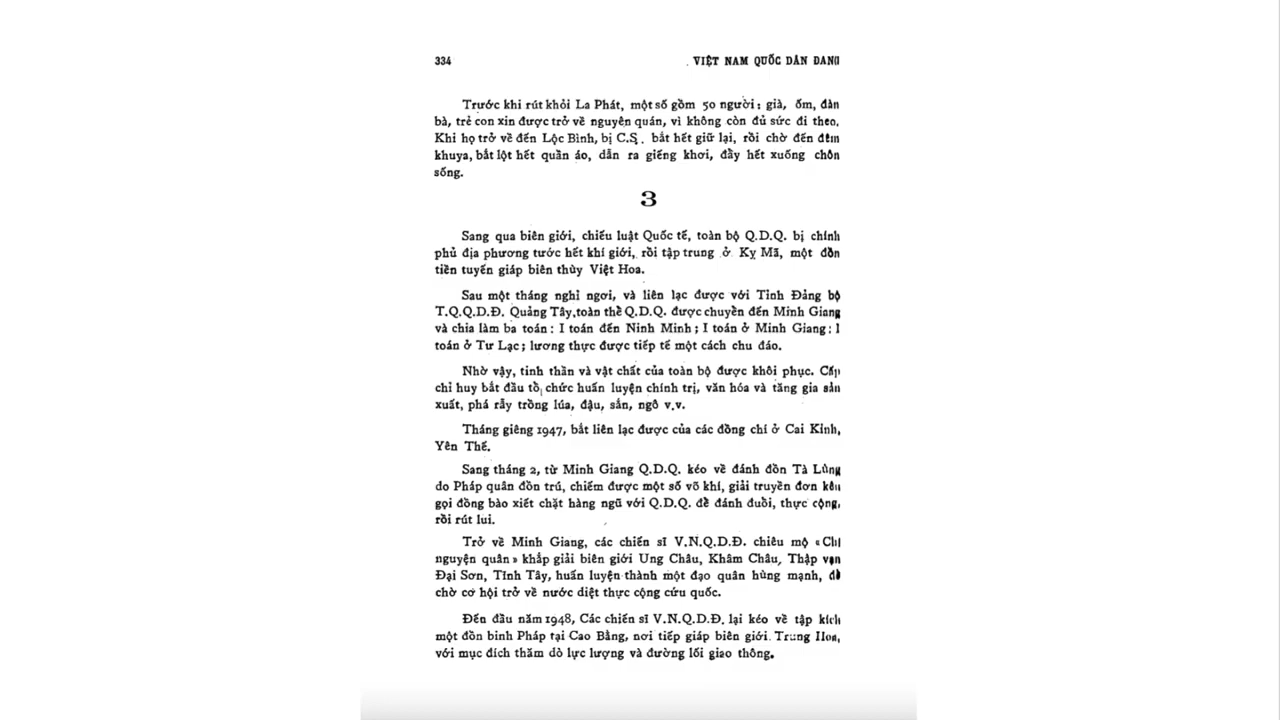 334
VIỆT NAM QUỐC DÂN ĐẢNG
Trước khi rút khỏi La Phát, một số gồm 50 người: già, ốm, đàn
bà, trẻ con xin được trở về nguyên quán, vì không còn đủ sức đi theo.
Khi họ trở về đến Lộc Bình, bị C.S. bắt hết giữ lại, rồi chờ đến đêm
khuya, bắt lột hết quần áo, dẫn ra giếng khơi, đẩy hết xuống chôn
sống.
3
Sang qua biên giới, chiếu luật Quốc tế, toàn bộ Q.D.Q. bị chính
phủ địa phương tước hết khí giới, rồi tập trung ở Kỵ Mã, một đồn
tiền tuyến giáp biên thùy Việt Hoa.
Sau một tháng nghỉ ngơi, và liên lạc được với Tỉnh Đảng bộ
T.Q.Q.D.Đ. Quảng Tây, toàn thể Q.D.Q. được chuyển đến Minh Giang
và chia làm ba toán: 1 toán đến Ninh Minh; 1 toán ở Minh Giang; 1
toán ở Tư Lạc; lương thực được tiếp tế một cách chu đáo.
Nhờ vậy, tinh thần và vật chất của toàn bộ được khôi phục. Cấp
chỉ huy bắt đầu tổ chức huấn luyện chính trị, văn hóa và tăng gia sản
xuất, phá rẫy trồng lúa, đậu, sắn, ngô v.v.
Tháng giêng 1947, bắt liên lạc được của các đồng chí ở Cai Kinh,
Yên Thế.
Sang tháng 2, từ Minh Giang Q.D.Q. kéo về đánh đồn Tà Lùng
do Pháp quân đồn trú, chiếm được một số võ khí, giải truyền đơn kêu
gọi đồng bào xiết chặt hàng ngũ với Q.D.Q. để đánh đuổi, thực cộng,
rồi rút lui.
Trở về Minh Giang, các chiến sĩ V.N.Q.D.Đ. chiêu mộ «Chí
nguyện quân» khắp giải biên giới Ung Châu, Khâm Châu, Thập vạn
Đại Sơn, Tĩnh Tây, huấn luyện thành một đạo quân hùng mạnh, để
chờ cơ hội trở về nước diệt thực cộng cứu quốc.
Đến đầu năm 1948, Các chiến sĩ V.N.Q.D.Đ. lại kéo về tập kích
một đồn binh Pháp tại Cao Bằng, nơi tiếp giáp biên giới Trung Hoa,
với mục đích thăm dò lực lượng và đường lối giao thông.